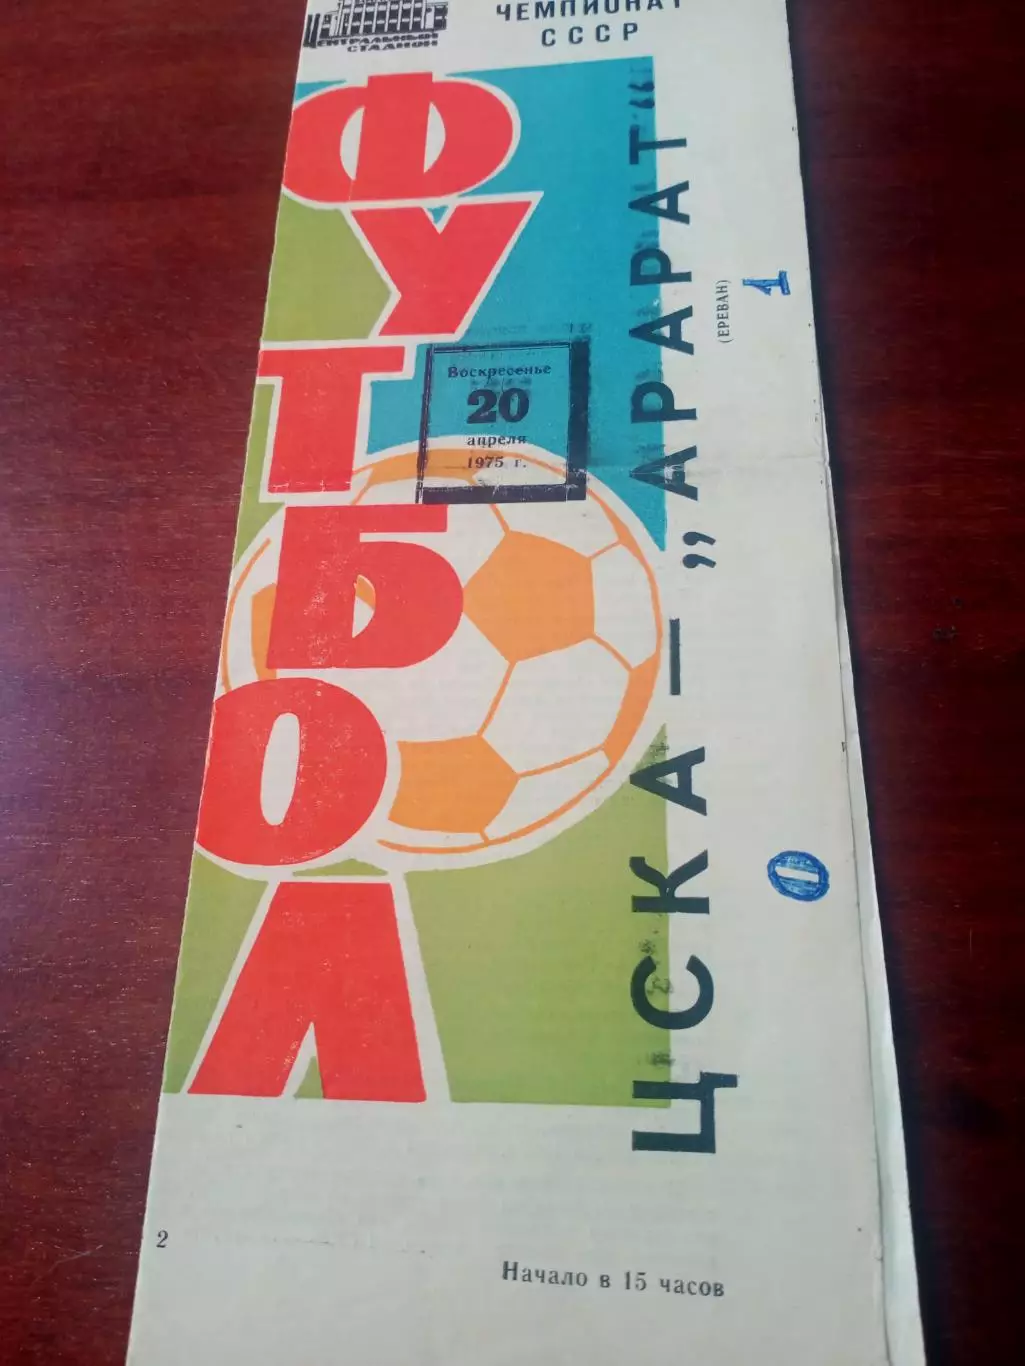 ЦЕНТРАЛЬНЫЙ
СТАДИОН
ЧЕМПИОНАТ
СССР
ФУТБОЛ
Воскресенье
20
апреля
1975 г.
ЦСКА — „АРАРАТ“
(ЕРЕВАН)
0
1
2
Начало в 15 часов